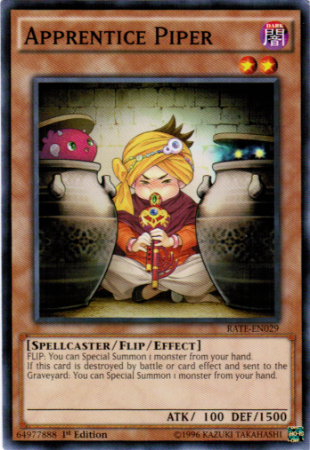 APPRENTICE PIPER
DARK
闇
RATE-EN029
[SPELLCASTER/FLIP/EFFECT]
FLIP: You can Special Summon 1 monster from your hand.
If this card is destroyed by battle or card effect and sent to the
Graveyard: You can Special Summon 1 monster from your hand.
ATK/ 100 DEF/1500
64977888 1st Edition ©1996 KAZUKI TAKAHASHI